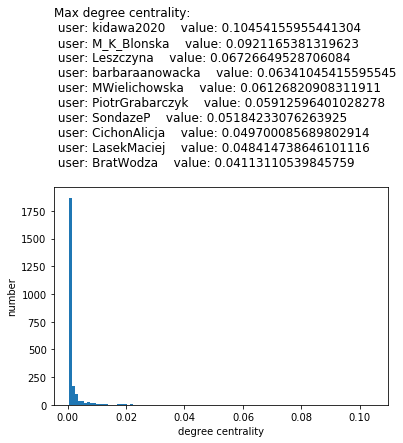 Max degree centrality:
user: kidawa2020 value: 0.10454155955441304
user: M_K_Blonska value: 0.0921165381319623
user: Leszczyna value: 0.06726649528706084
user: barbaraanowacka value: 0.06341045415595545
user: MWielichowska value: 0.06126820908311911
user: PiotrGrabarczyk value: 0.05912596401028278
user: SondazeP value: 0.05184233076263925
user: CichonAlicja value: 0.049700085689802914
user: LasekMaciej value: 0.048414738646101116
user: BratWodza value: 0.04113110539845759
1750
1500
1250
1000
750
500
250
0
number
0.00 0.02 0.04 0.06 0.08 0.10
degree centrality